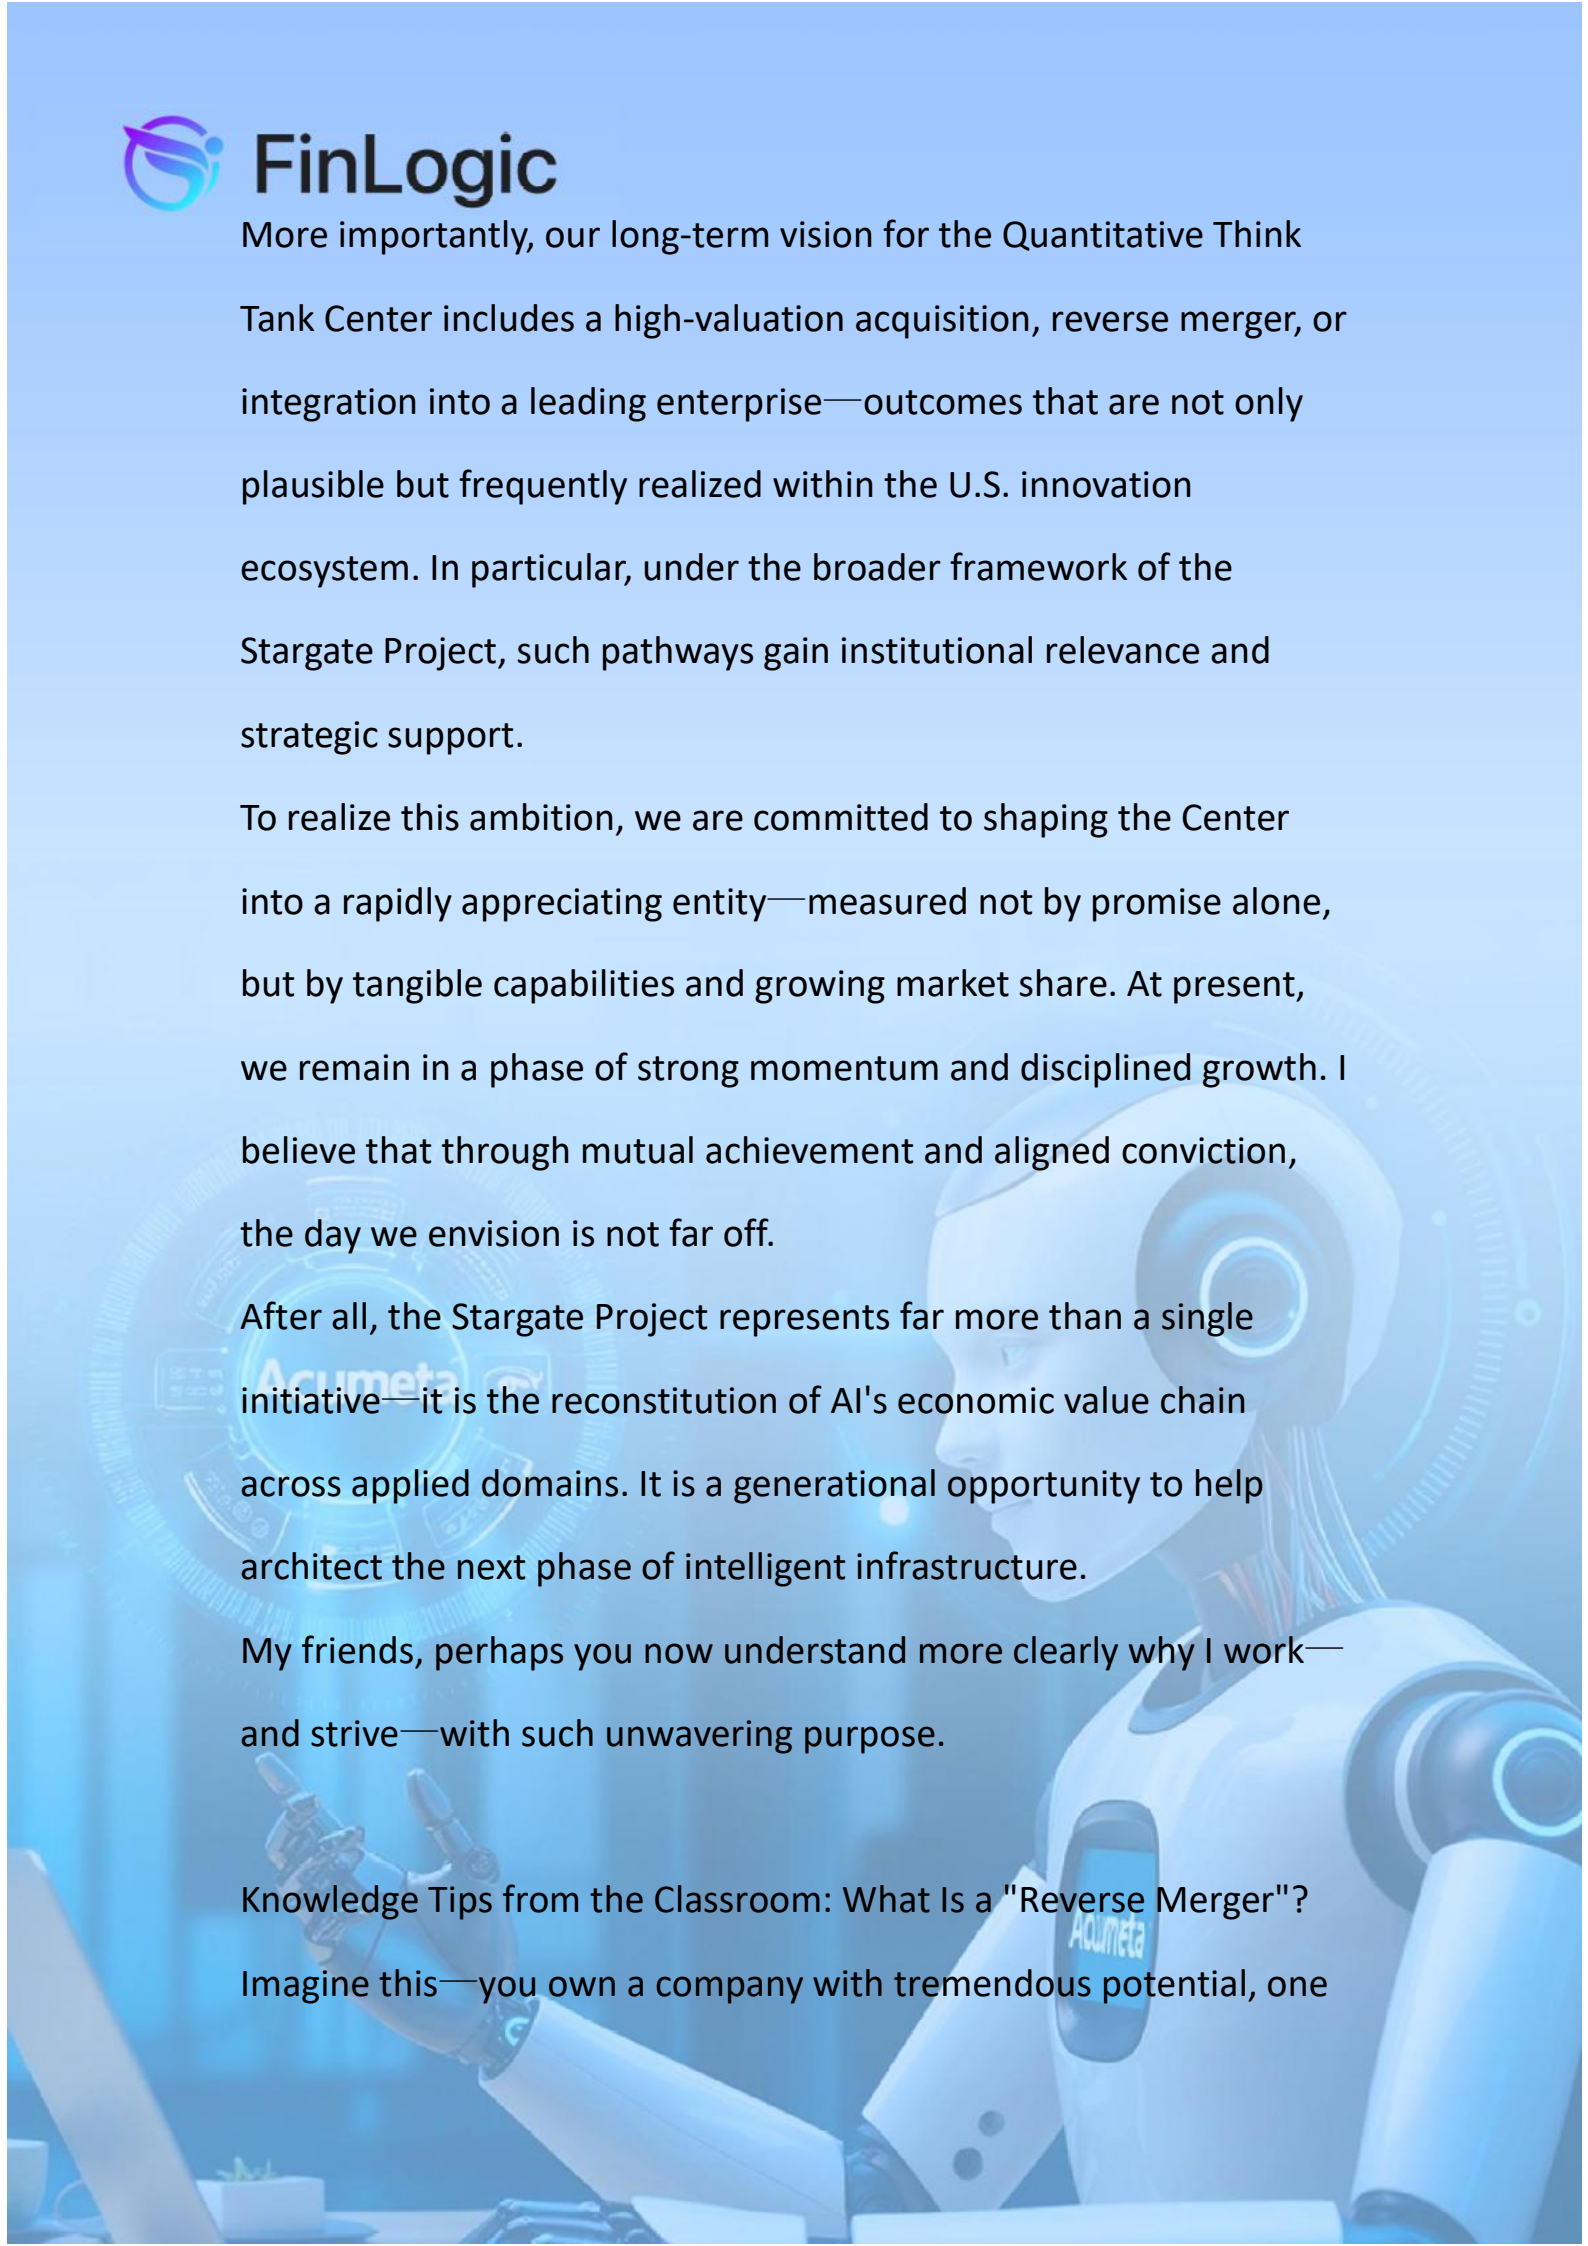 FinLogic
More importantly, our long-term vision for the Quantitative Think
Tank Center includes a high-valuation acquisition, reverse merger, or
integration into a leading enterprise—outcomes that are not only
plausible but frequently realized within the U.S. innovation
ecosystem. In particular, under the broader framework of the
Stargate Project, such pathways gain institutional relevance and
strategic support.
To realize this ambition, we are committed to shaping the Center
into a rapidly appreciating entity—measured not by promise alone,
but by tangible capabilities and growing market share. At present,
we remain in a phase of strong momentum and disciplined growth. I
believe that through mutual achievement and aligned conviction,
the day we envision is not far off.
After all, the Stargate Project represents far more than a single
Acumeta
initiative—it is the reconstitution of AI's economic value chain
across applied domains. It is a generational opportunity to help
architect the next phase of intelligent infrastructure.
My friends, perhaps you now understand more clearly why I work—
and strive—with such unwavering purpose.
Knowledge Tips from the Classroom: What Is a "Reverse Merger"?
Acumeta
Imagine this—you own a company with tremendous potential, one